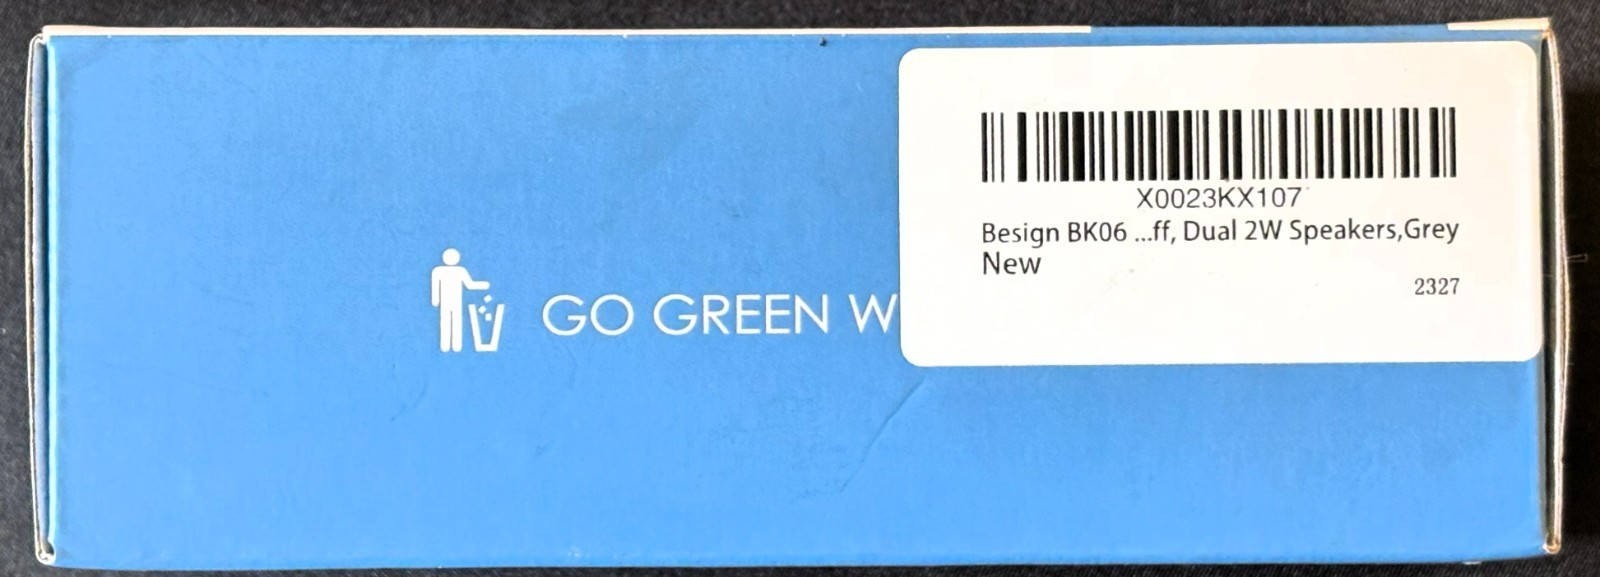 GO GREEN W
X0023KX107
Besign BK06 ...ff, Dual 2W Speakers,Grey
New
2327